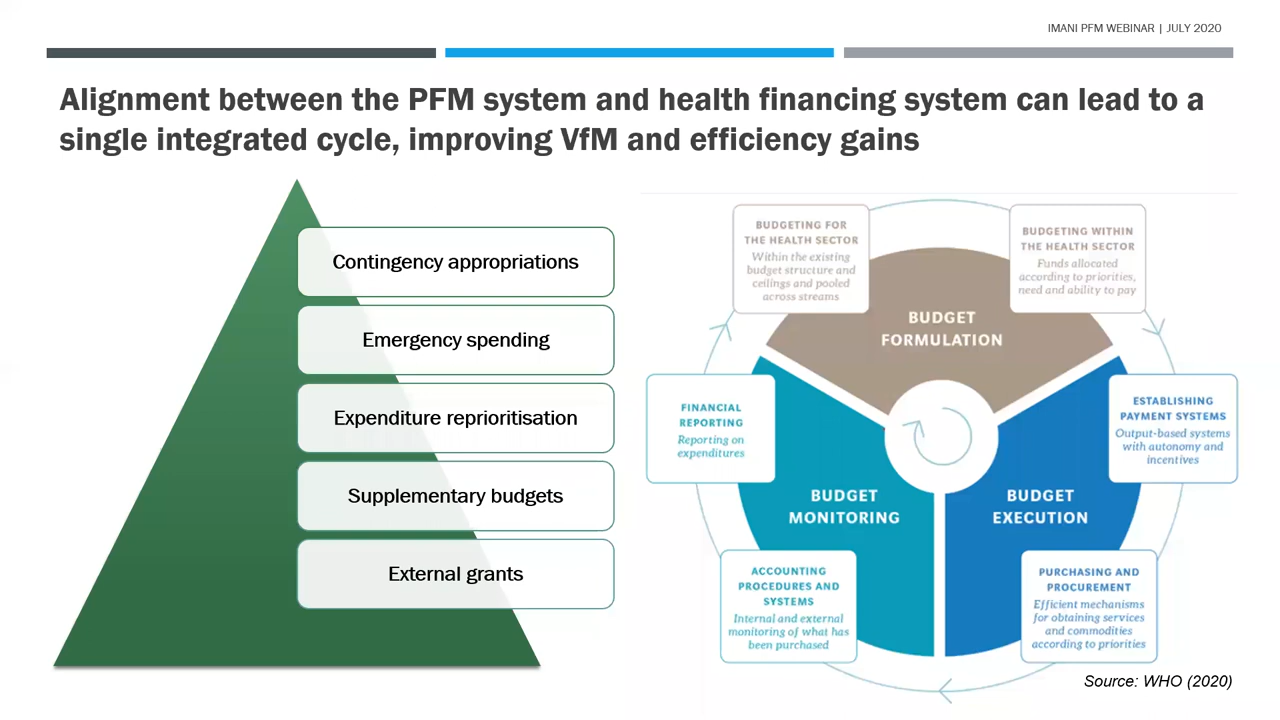 IMANI PFM WEBINAR | JULY 2020
Alignment between the PFM system and health financing system can lead to a
single integrated cycle, improving VfM and efficiency gains
Contingency appropriations
Emergency spending
Expenditure reprioritisation
Supplementary budgets
External grants
BUDGETING FOR
THE HEALTH SECTOR
Within the existing
budget structure and
ceilings and pooled
across streams
BUDGETING WITHIN
THE HEALTH SECTOR
Funds allocated
according to priorities,
need and ability to pay
BUDGET
FORMULATION
FINANCIAL
REPORTING
Reporting on
expenditures
ESTABLISHING
PAYMENT SYSTEMS
Output-based systems
with autonomy and
incentives
BUDGET
MONITORING
BUDGET
EXECUTION
ACCOUNTING
PROCEDURES AND
SYSTEMS
Internal and external
monitoring of what has
been purchased
PURCHASING AND
PROCUREMENT
Efficient mechanisms
for obtaining services
and commodities
according to priorities
Source: WHO (2020)